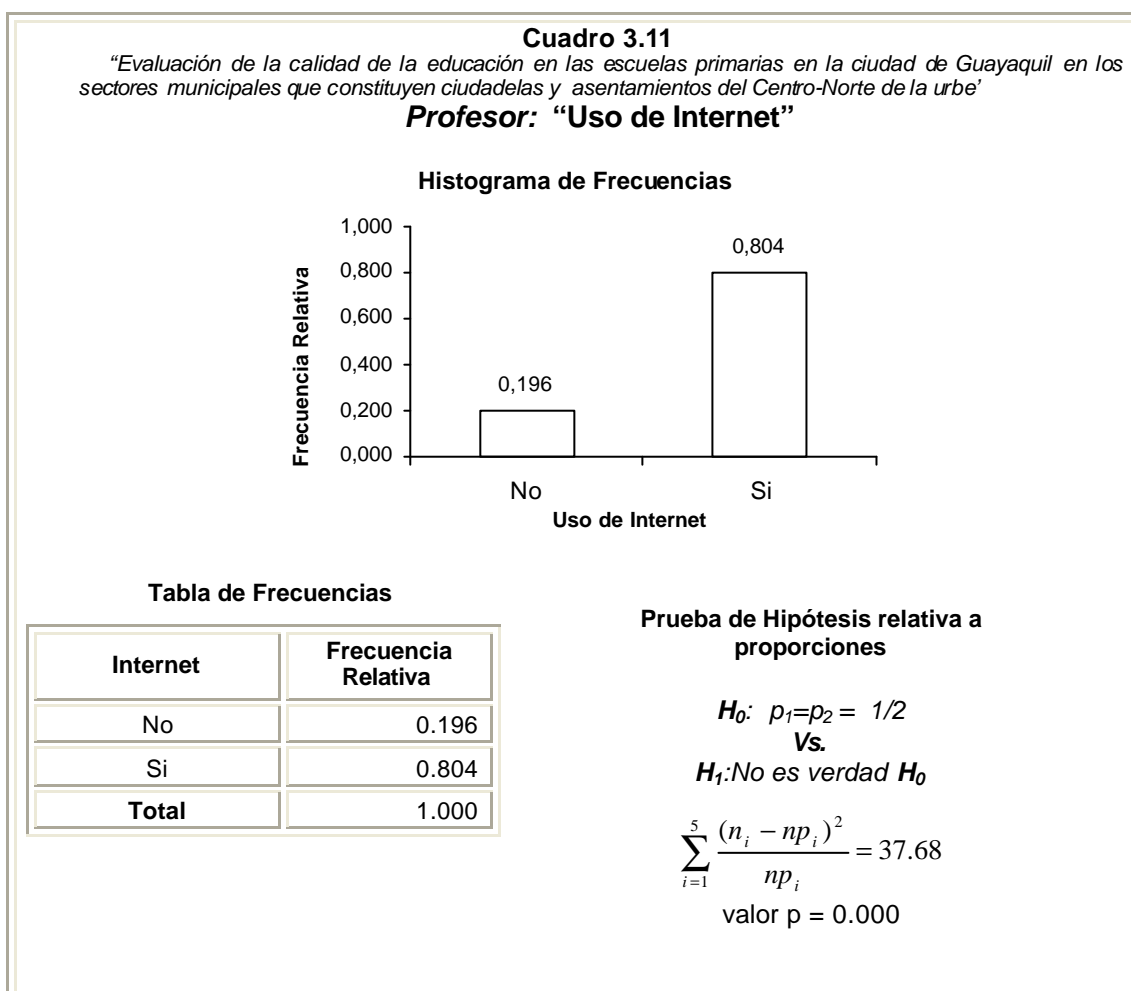 Cuadro 3.11
“Evaluación de la calidad de la educación en las escuelas primarias en la ciudad de Guayaquil en los
sectores municipales que constituyen ciudadelas y asentamientos del Centro-Norte de la urbe’
Profesor: “Uso de Internet”
Histograma de Frecuencias
Frecuencia Relativa
1,000
0,800
0,600
0,400
0,200
0,000
0,196
0,804
No
Si
Uso de Internet
Tabla de Frecuencias
Internet
Frecuencia
Relativa
No 0.196
Si 0.804
Total 1.000
Prueba de Hipótesis relativa a
proporciones
H₀: p₁=p₂ = 1/2
Vs.
H₁:No es verdad H₀
∑_{i=1}^{5} (n_i − np_i)² / np_i = 37.68
valor p = 0.000